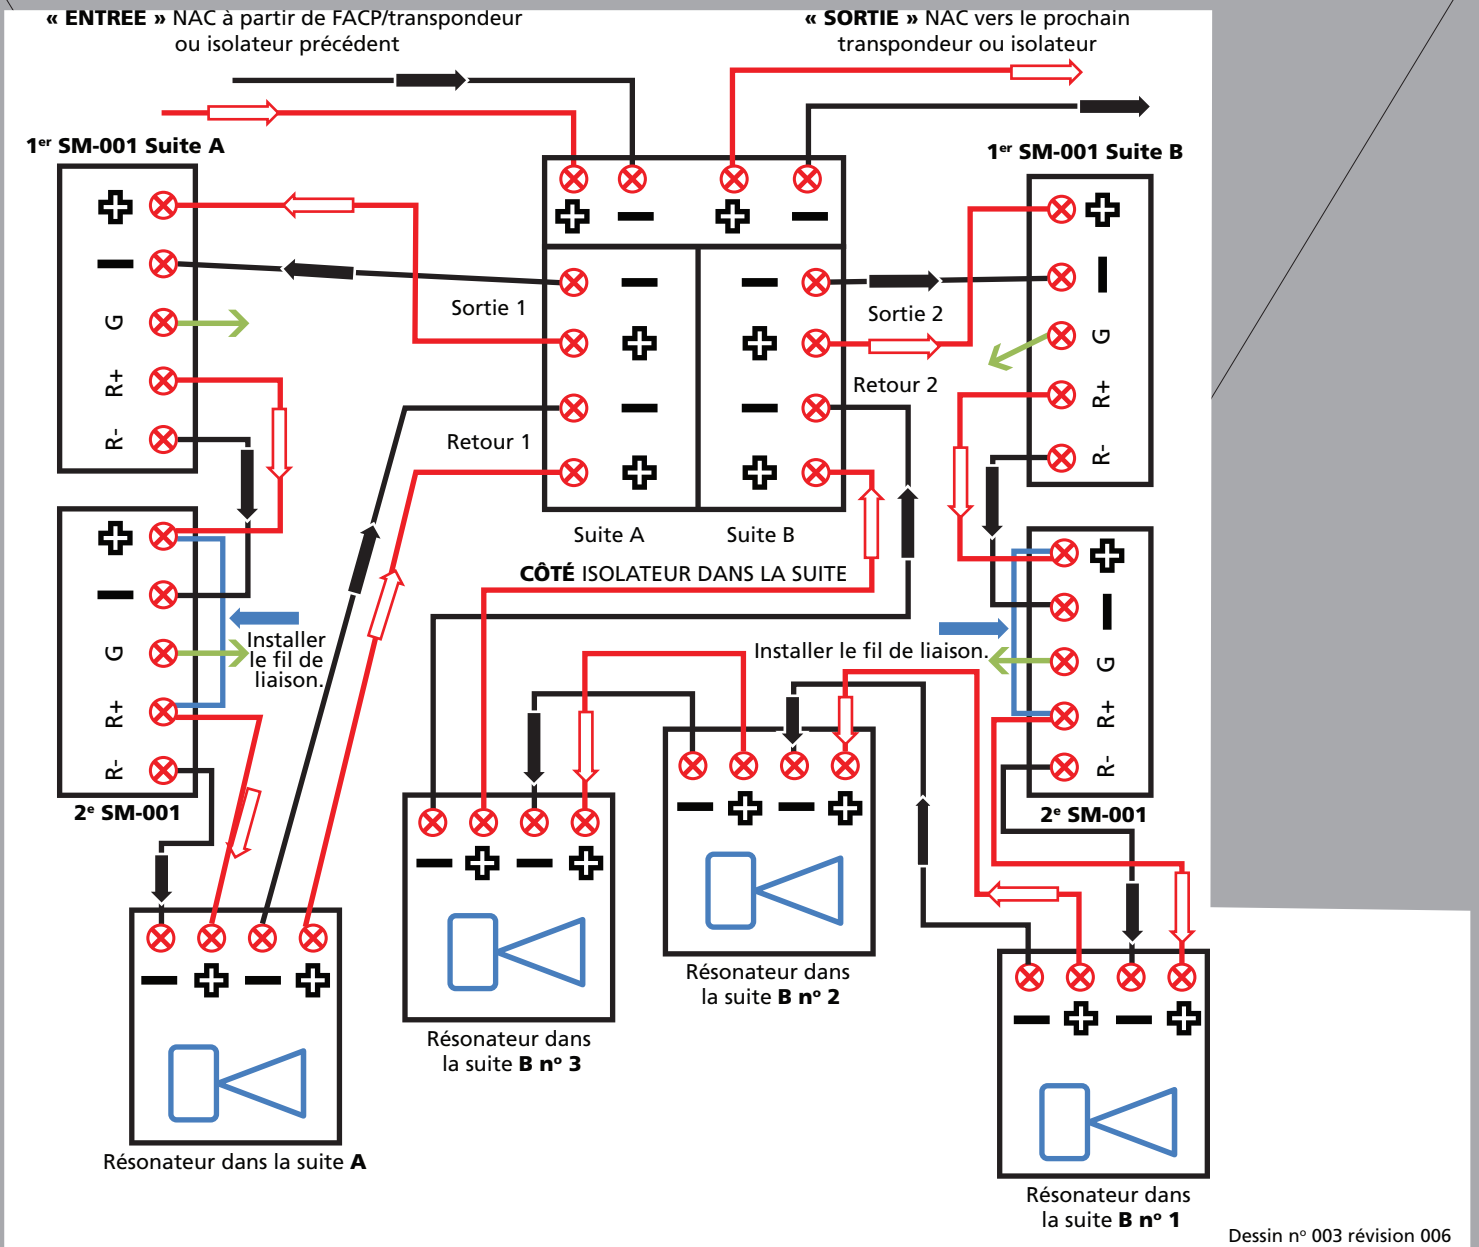 « ENTREE » NAC à partir de FACP/transpondeur
ou isolateur précédent
« SORTIE » NAC vers le prochain
transpondeur ou isolateur
1er SM-001 Suite A
1er SM-001 Suite B
G
R+
R-
Sortie 1
Retour 1
Sortie 2
Retour 2
G
R+
R-
Suite A
Suite B
CÔTÉ ISOLATEUR DANS LA SUITE
Installer
le fil de
liaison.
G
R+
R-
2e SM-001
Installer le fil de liaison.
G
R+
R-
2e SM-001
Résonateur dans
la suite B nº 2
Résonateur dans
la suite B nº 3
Résonateur dans la suite A
Résonateur dans
la suite B nº 1
Dessin nº 003 révision 006